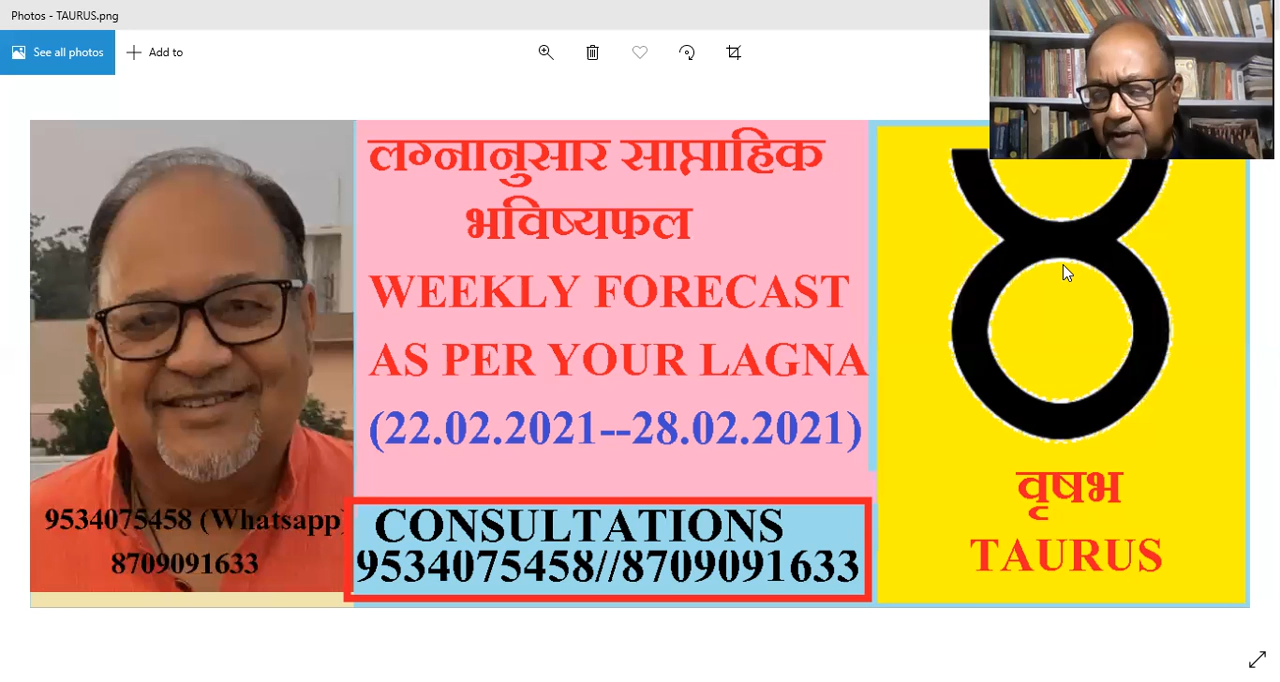 Photos - TAURUS.png
See all photos
Add to
लग्नानुसार साप्ताहिक
भविष्यफल
WEEKLY FORECAST
AS PER YOUR LAGNA
(22.02.2021--28.02.2021)
9534075458 (Whatsapp)
8709091633
CONSULTATIONS
9534075458//8709091633
वृषभ
TAURUS